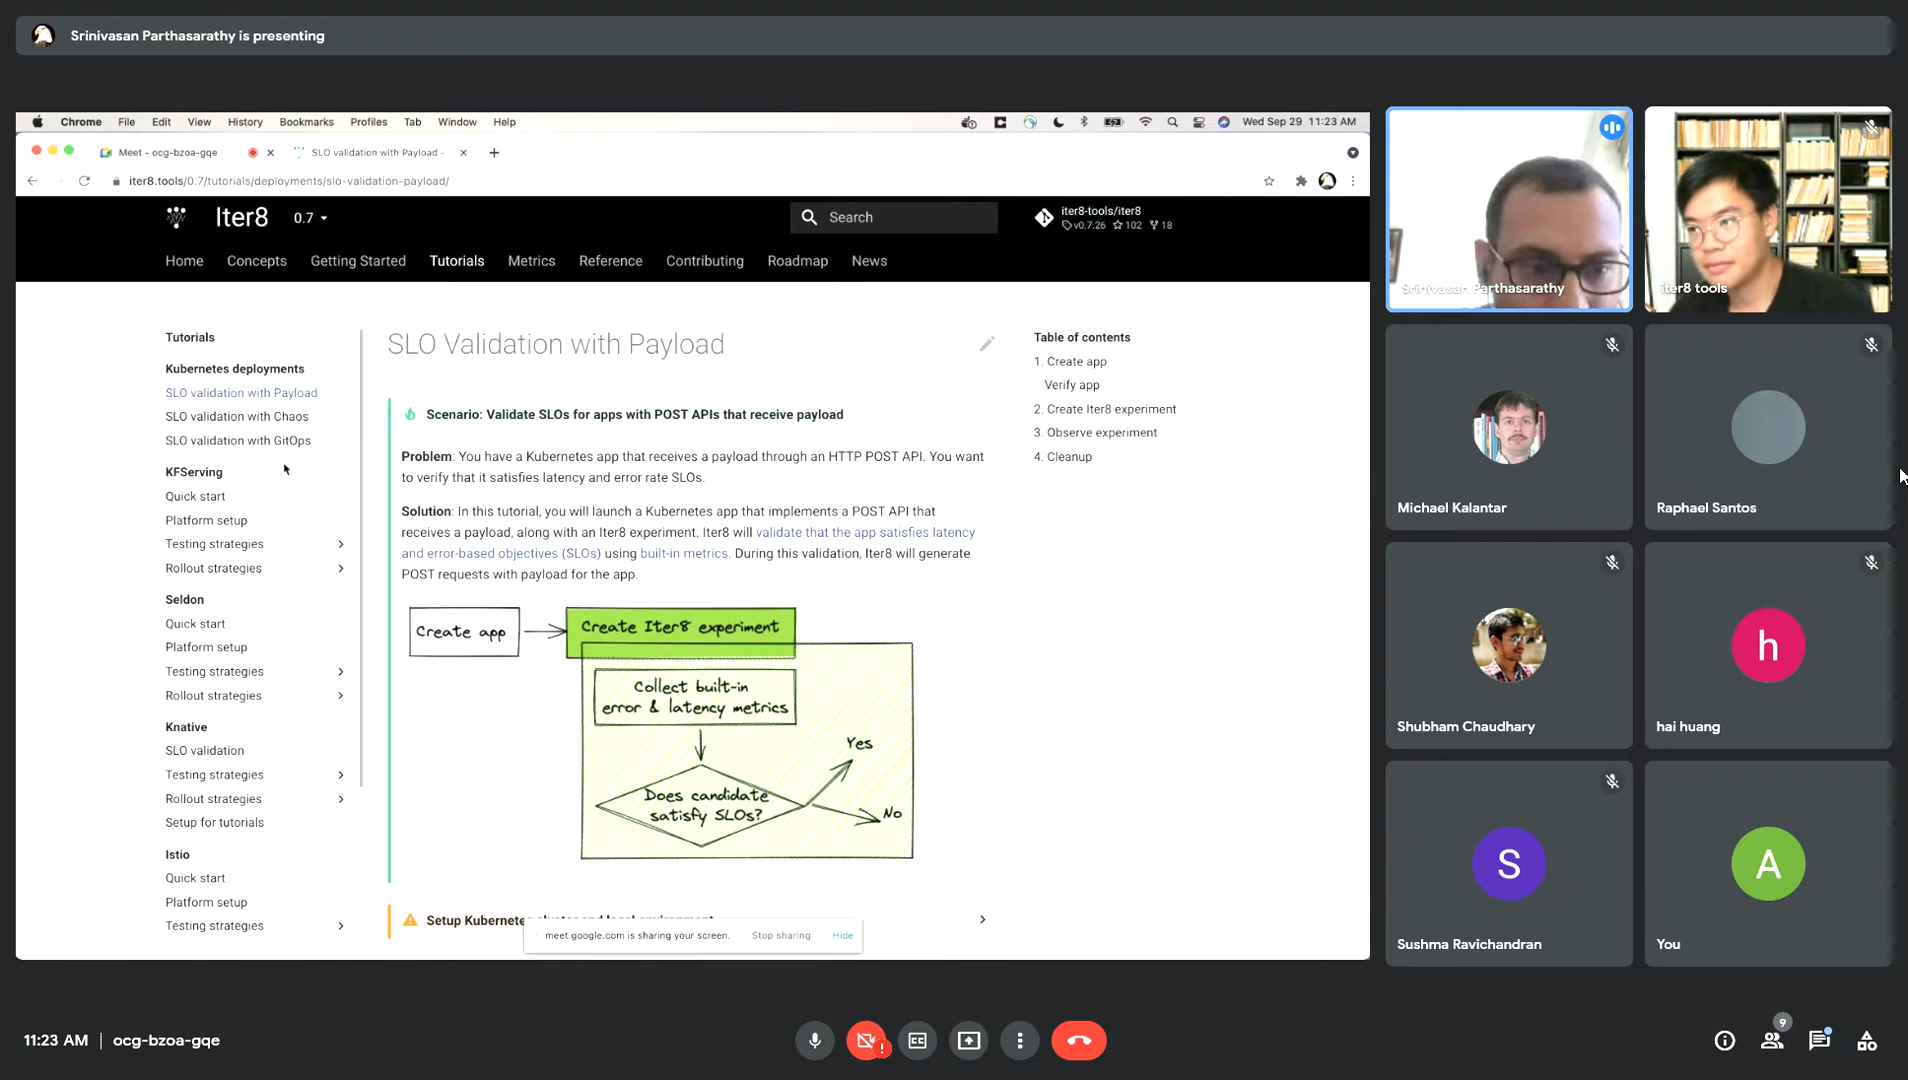 Srinivasan Parthasarathy is presenting
Chrome File Edit View History Bookmarks Profiles Tab Window Help Wed Sep 29 11:23 AM
Meet - ocg-bzoa-gqe SLO validation with Payload -
iter8.tools/0.7/tutorials/deployments/slo-validation-payload/
Iter8 0.7 Search iter8-tools/iter8
v0.7.26 102 18
Home Concepts Getting Started Tutorials Metrics Reference Contributing Roadmap News
Tutorials
Kubernetes deployments
SLO validation with Payload
SLO validation with Chaos
SLO validation with GitOps
KFServing
Quick start
Platform setup
Testing strategies
Rollout strategies
Seldon
Quick start
Platform setup
Testing strategies
Rollout strategies
Knative
SLO validation
Testing strategies
Rollout strategies
Setup for tutorials
Istio
Quick start
Platform setup
Testing strategies
SLO Validation with Payload
Scenario: Validate SLOs for apps with POST APIs that receive payload
Problem: You have a Kubernetes app that receives a payload through an HTTP POST API. You want
to verify that it satisfies latency and error rate SLOs.
Solution: In this tutorial, you will launch a Kubernetes app that implements a POST API that
receives a payload, along with an Iter8 experiment. Iter8 will validate that the app satisfies latency
and error-based objectives (SLOs) using built-in metrics. During this validation, Iter8 will generate
POST requests with payload for the app.
Create app
Create Iter8 experiment
Collect built-in
error & latency metrics
Does candidate
satisfy SLOs?
Yes
No
Setup Kubernetes cluster and local environment
meet.google.com is sharing your screen. Stop sharing Hide
Table of contents
1. Create app
Verify app
2. Create Iter8 experiment
3. Observe experiment
4. Cleanup
Srinivasan Parthasarathy
iter8 tools
Michael Kalantar
Raphael Santos
Shubham Chaudhary
h
hai huang
S
Sushma Ravichandran
A
You
11:23 AM | ocg-bzoa-gqe
CC
9